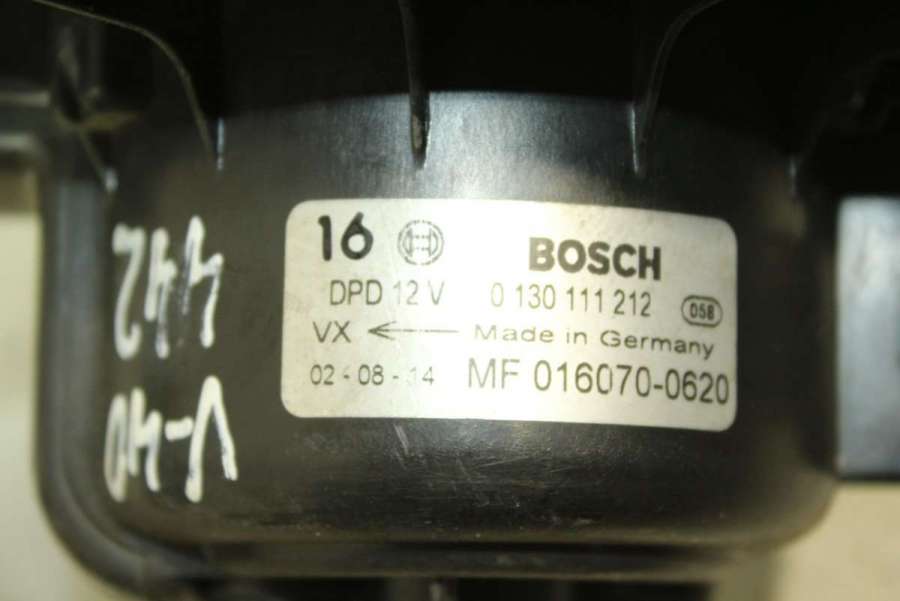 16 BOSCH
DPD 12 V 0 130 111 212 058
VX Made in Germany
02-08-14 MF 016070-0620
442
V-40